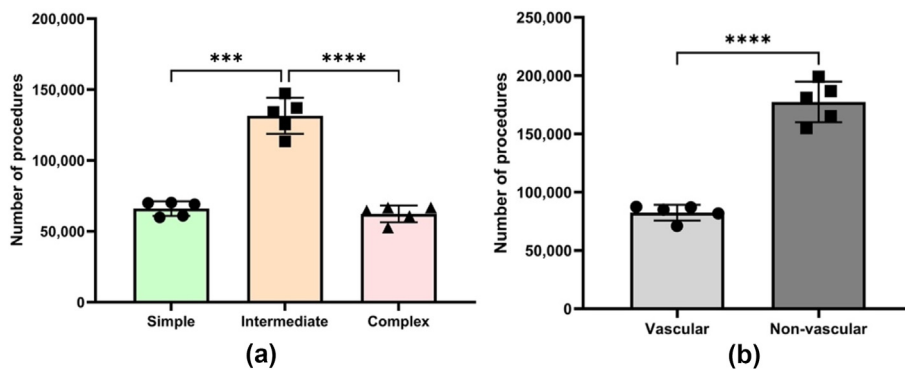 200,000
150,000
100,000
50,000
0
Number of procedures
***
****
Simple Intermediate Complex
(a)
250,000
200,000
150,000
100,000
50,000
0
Number of procedures
****
Vascular Non-vascular
(b)